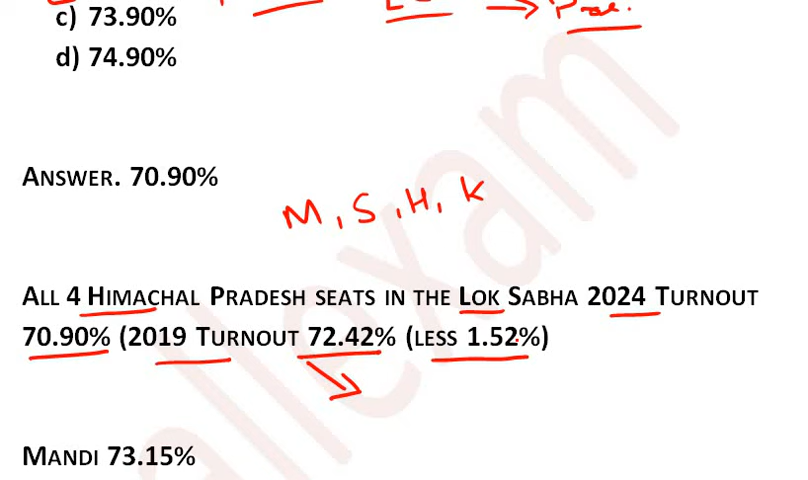 c) 73.90%
d) 74.90%
ANSWER. 70.90%
M, S, H, K
ALL 4 HIMACHAL PRADESH SEATS IN THE LOK SABHA 2024 TURNOUT
70.90% (2019 TURNOUT 72.42% (LESS 1.52%)
MANDI 73.15%
allexam